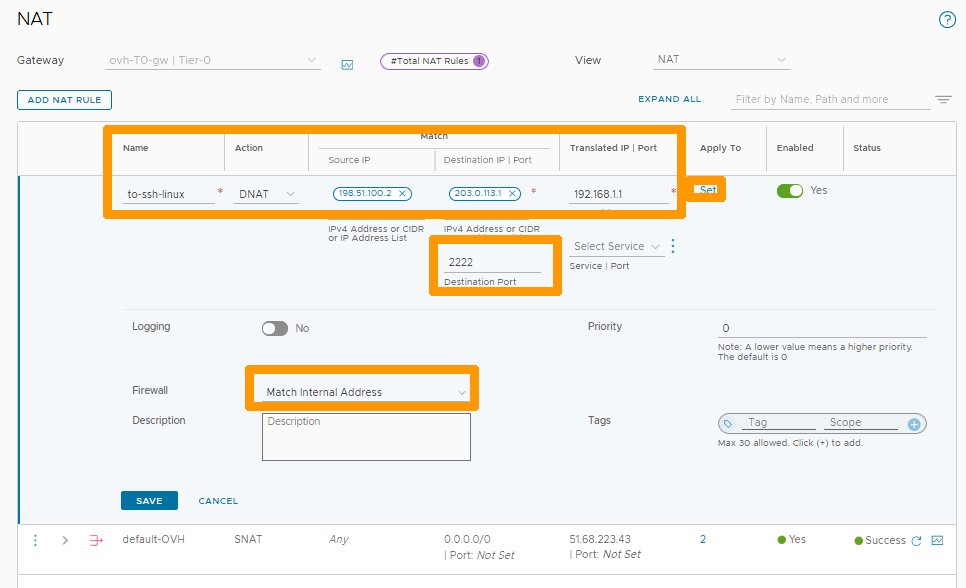 NAT
Gateway
ovh-T0-gw | Tier-0
#Total NAT Rules 1
View
NAT
ADD NAT RULE
EXPAND ALL
Filter by Name, Path and more
Name
Action
Match
Source IP
Destination IP | Port
Translated IP | Port
Apply To
Enabled
Status
to-ssh-linux *
DNAT
198.51.100.2
203.0.113.1 *
192.168.1.1 *
Set
Yes
IPv4 Address or CIDR
or IP Address List
IPv4 Address or CIDR
2222
Destination Port
Select Service
Service | Port
Logging
No
Priority
0
Note: A lower value means a higher priority.
The default is 0
Firewall
Match Internal Address
Description
Description
Tags
Tag
Scope
Max 30 allowed. Click (+) to add.
SAVE
CANCEL
default-OVH
SNAT
Any
0.0.0.0/0
| Port: Not Set
51.68.223.43
| Port: Not Set
2
Yes
Success